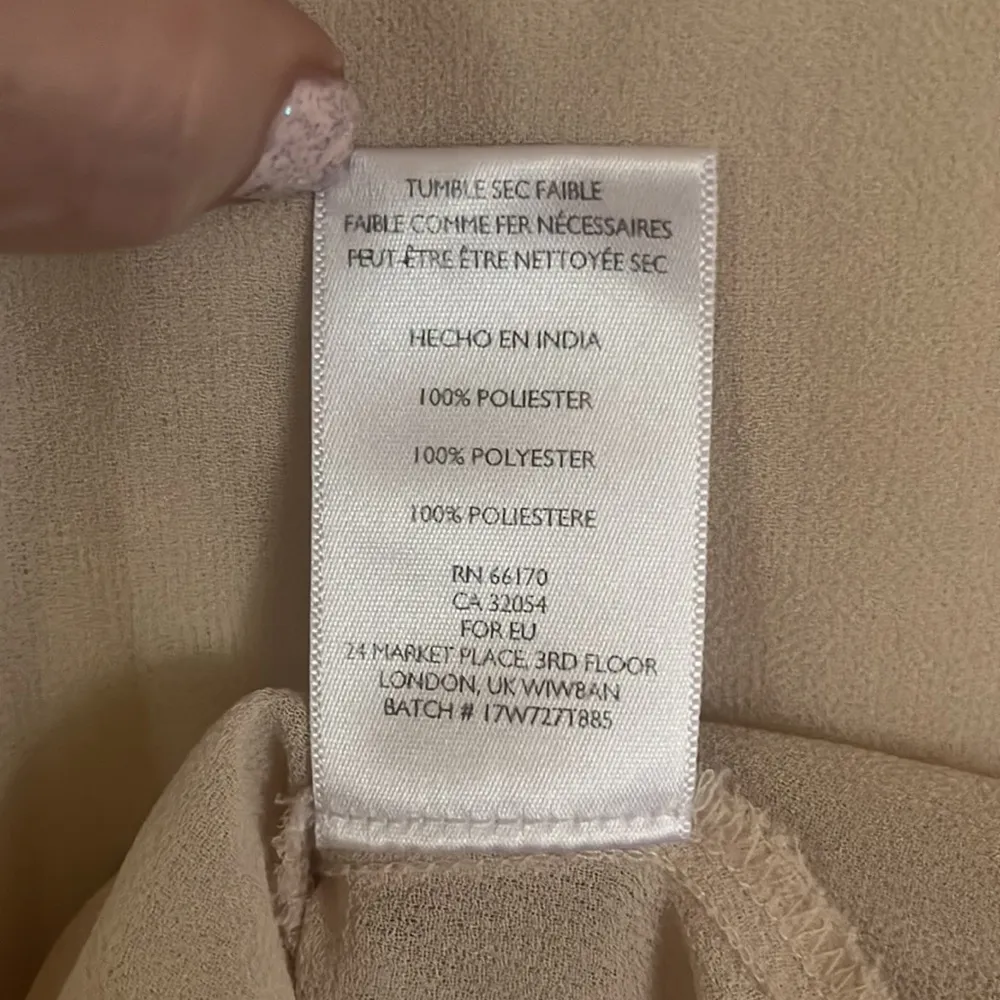 TUMBLE SEC FAIBLE
FAIBLE COMME FER NÉCESSAIRES
PEUT-ÊTRE ÊTRE NETTOYÉE SEC
HECHO EN INDIA
100% POLIESTER
100% POLYESTER
100% POLIESTERE
RN 66170
CA 32054
FOR EU
24 MARKET PLACE, 3RD FLOOR
LONDON, UK W1W8AN
BATCH # 17W727T885